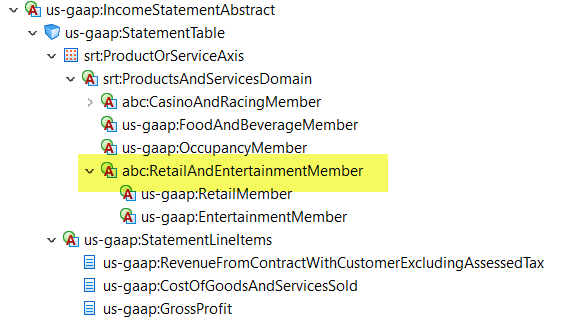 us-gaap:IncomeStatementAbstract
us-gaap:StatementTable
srt:ProductOrServiceAxis
srt:ProductsAndServicesDomain
abc:CasinoAndRacingMember
us-gaap:FoodAndBeverageMember
us-gaap:OccupancyMember
abc:RetailAndEntertainmentMember
us-gaap:RetailMember
us-gaap:EntertainmentMember
us-gaap:StatementLineItems
us-gaap:RevenueFromContractWithCustomerExcludingAssessedTax
us-gaap:CostOfGoodsAndServicesSold
us-gaap:GrossProfit